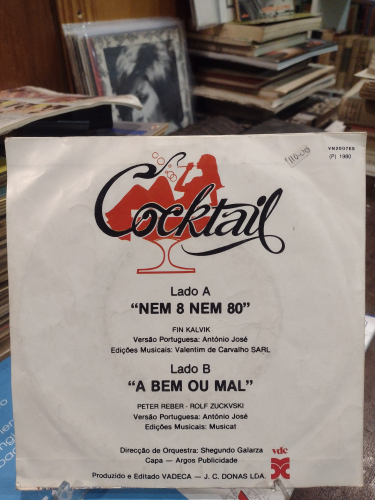 VN2007ES
(P) 1980
Cocktail
Lado A
"NEM 8 NEM 80"
FIN KALVIK
Versão Portuguesa: António José
Edições Musicais: Valentim de Carvalho SARL
Lado B
"A BEM OU MAL"
PETER REBER - ROLF ZUCKVSKI
Versão Portuguesa: António José
Edições Musicais: Musicat
Direcção de Orquestra: Shegundo Galarza
Capa — Argos Publicidade
vdc
Produzido e Editado VADECA — J. C. DONAS LDA.